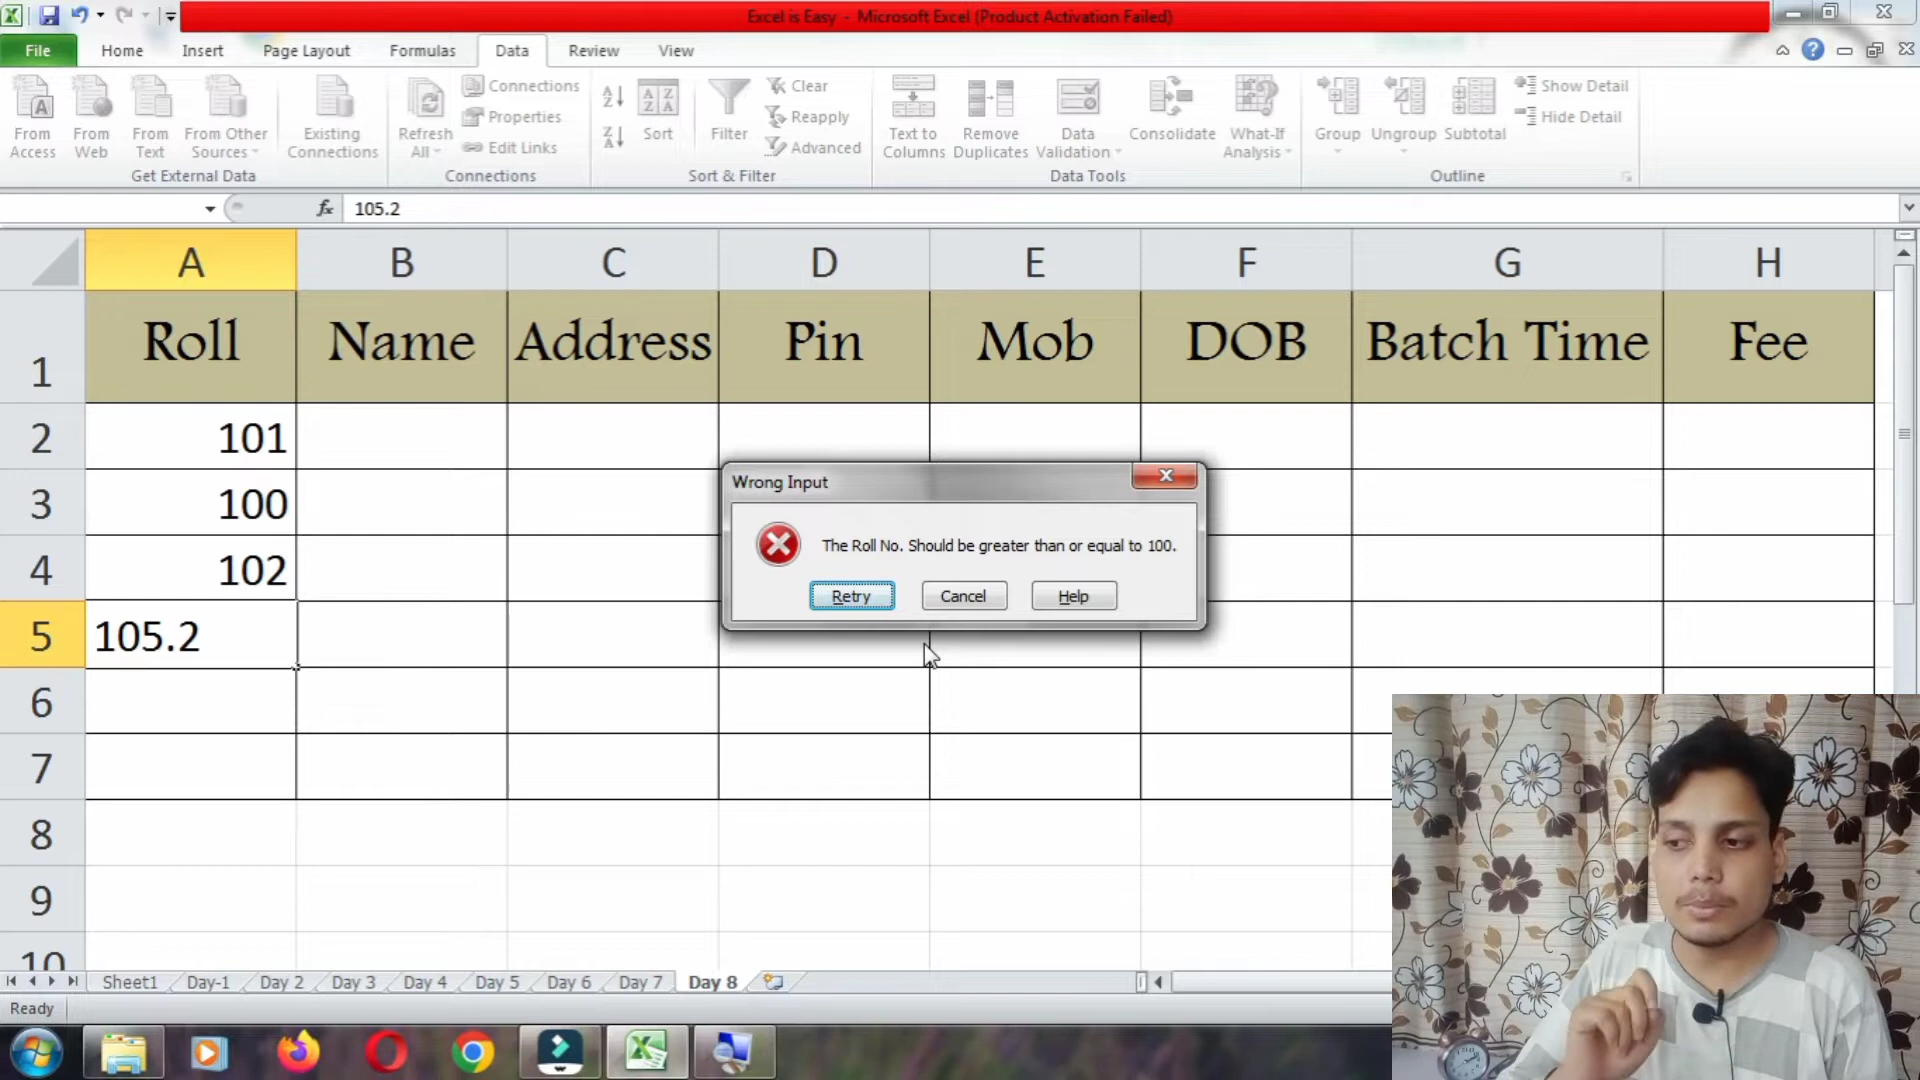 Excel is Easy - Microsoft Excel (Product Activation Failed)
File Home Insert Page Layout Formulas Data Review View
From Access
From Web
From Text
From Other Sources
Existing Connections
Refresh All
Connections
Properties
Edit Links
A Z
Z A
A Z Z A
Sort
Filter
Clear
Reapply
Advanced
Text to Columns
Remove Duplicates
Data Validation
Consolidate
What-If Analysis
Group
Ungroup
Subtotal
Show Detail
Hide Detail
Get External Data Connections Sort & Filter Data Tools Outline
fx 105.2
A B C D E F G H
1 Roll Name Address Pin Mob DOB Batch Time Fee
2 101
3 100
4 102
5 105.2
6
7
8
9
10
Wrong Input
The Roll No. Should be greater than or equal to 100.
Retry Cancel Help
Sheet1 Day-1 Day 2 Day 3 Day 4 Day 5 Day 6 Day 7 Day 8
Ready